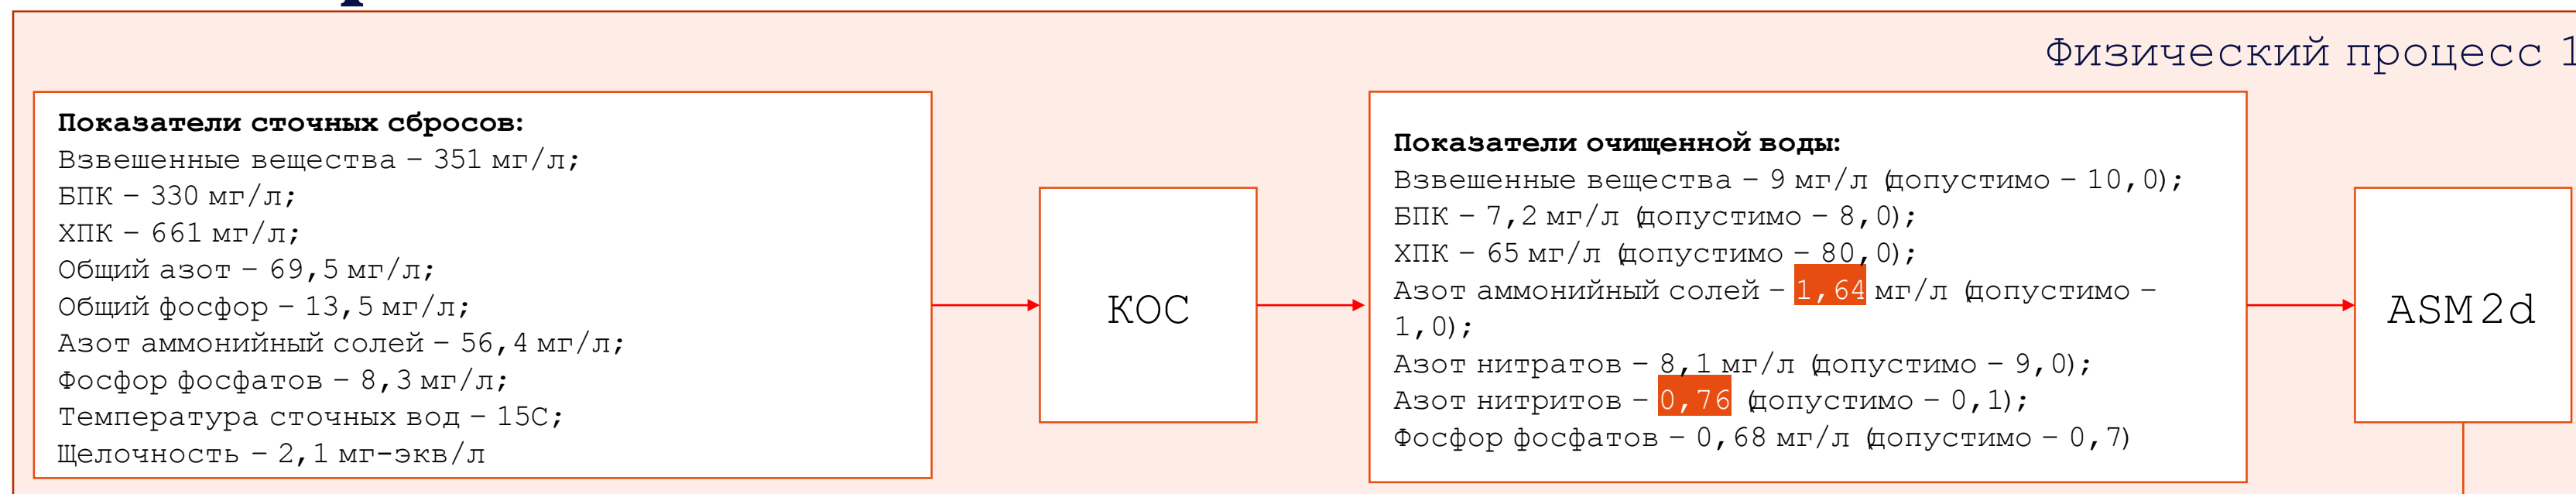 Физический процесс 1
Показатели сточных сбросов:
Взвешенные вещества – 351 мг/л;
БПК – 330 мг/л;
ХПК – 661 мг/л;
Общий азот – 69,5 мг/л;
Общий фосфор – 13,5 мг/л;
Азот аммонийный солей – 56,4 мг/л;
Фосфор фосфатов – 8,3 мг/л;
Температура сточных вод – 15С;
Щелочность – 2,1 мг-экв/л
КОС
Показатели очищенной воды:
Взвешенные вещества – 9 мг/л (допустимо – 10,0);
БПК – 7,2 мг/л (допустимо – 8,0);
ХПК – 65 мг/л (допустимо – 80,0);
Азот аммонийный солей – 1,64 мг/л (допустимо –
1,0);
Азот нитратов – 8,1 мг/л (допустимо – 9,0);
Азот нитритов – 0,76 (допустимо – 0,1);
Фосфор фосфатов – 0,68 мг/л (допустимо – 0,7)
ASM2d